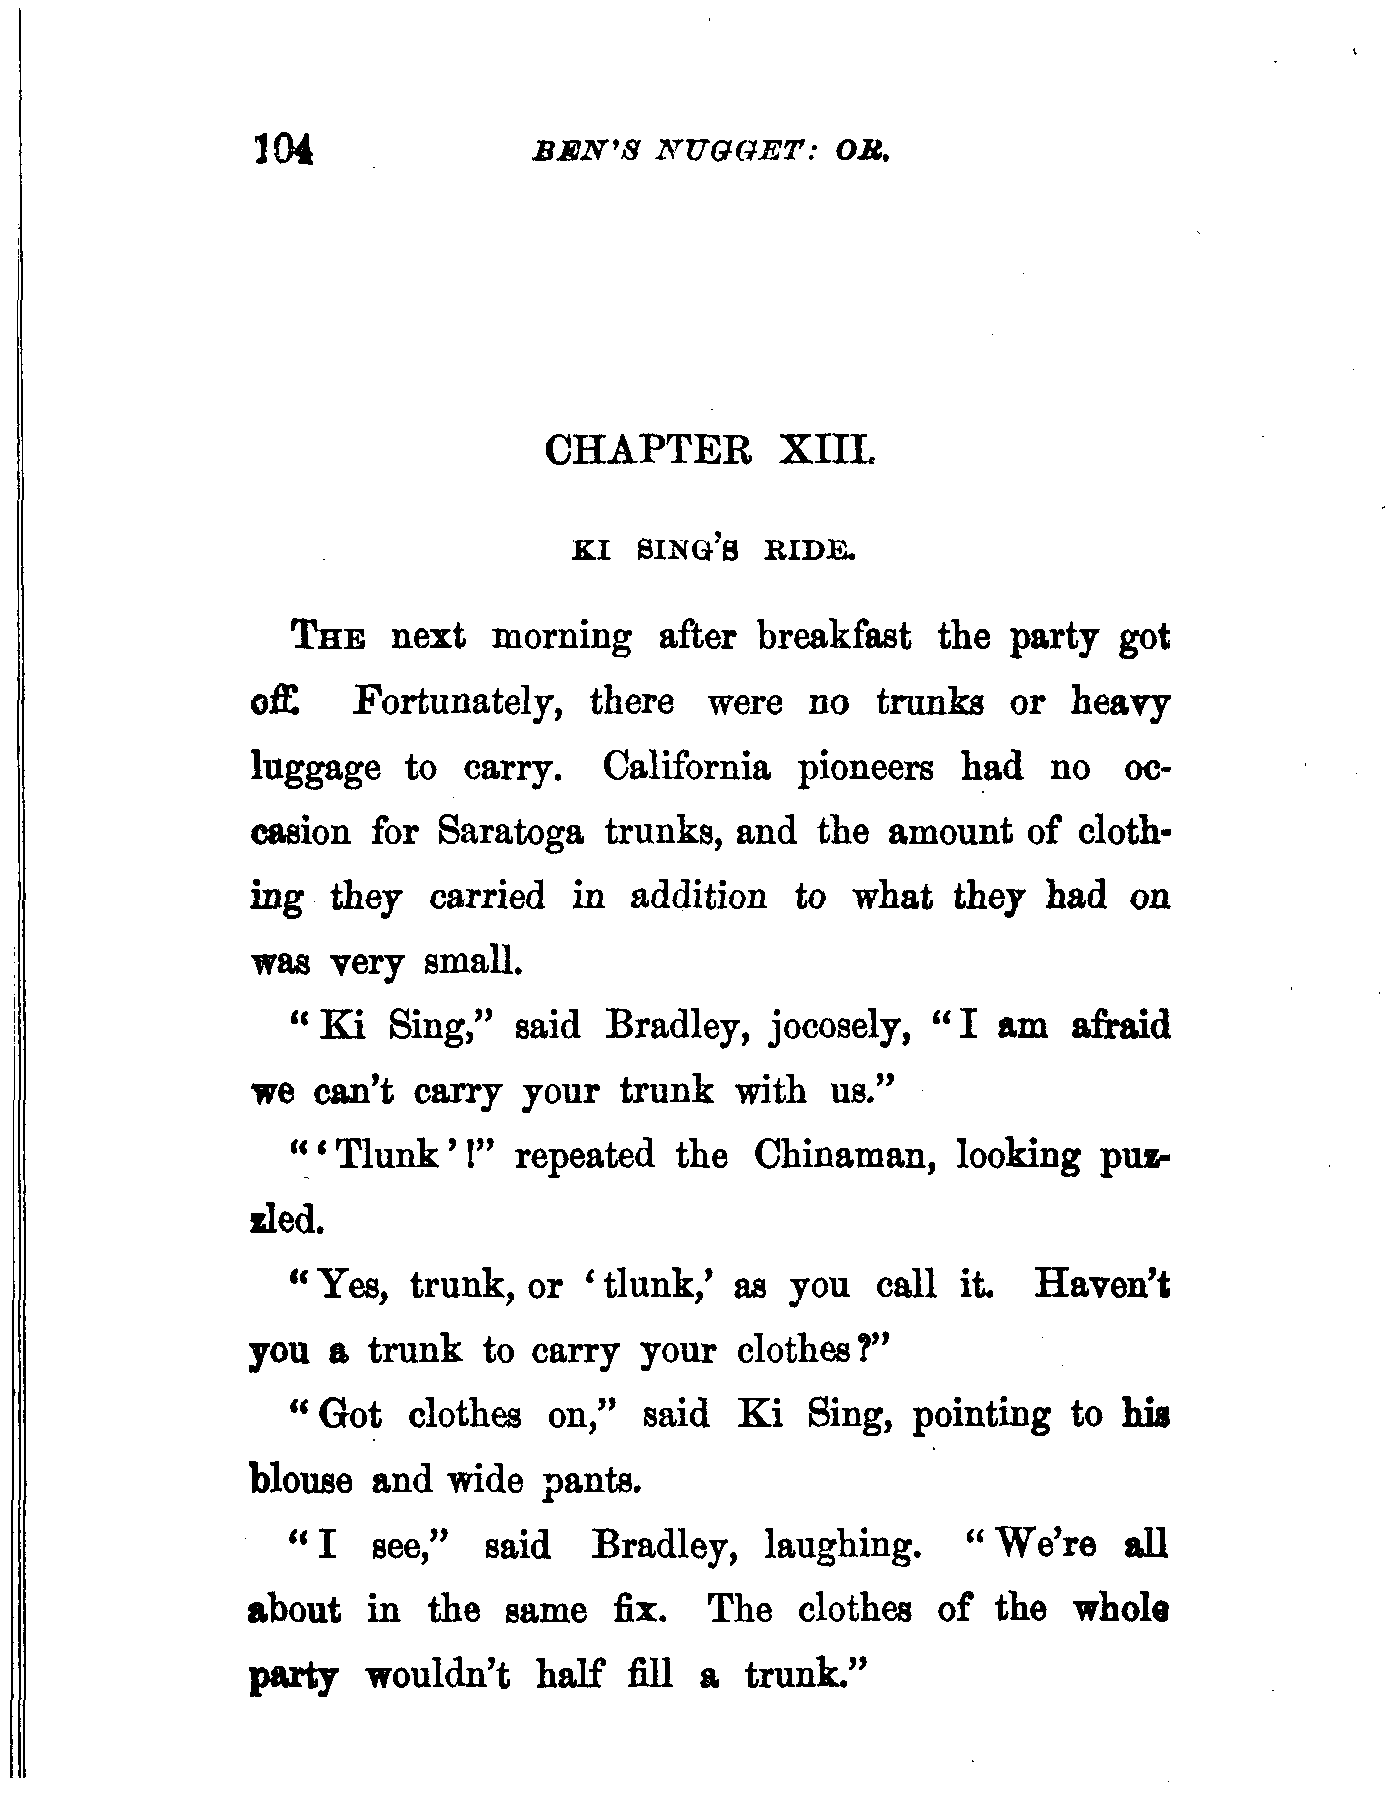 104 BEN'S NUGGET: OR,
CHAPTER XIII.
KI SING'S RIDE.
THE next morning after breakfast the party got
off. Fortunately, there were no trunks or heavy
luggage to carry. California pioneers had no oc-
casion for Saratoga trunks, and the amount of cloth-
ing they carried in addition to what they had on
was very small.
"Ki Sing," said Bradley, jocosely, "I am afraid
we can't carry your trunk with us."
"'Tlunk'!" repeated the Chinaman, looking puz-
zled.
"Yes, trunk, or 'tlunk,' as you call it. Haven't
you a trunk to carry your clothes?"
"Got clothes on," said Ki Sing, pointing to his
blouse and wide pants.
"I see," said Bradley, laughing. "We're all
about in the same fix. The clothes of the whole
party wouldn't half fill a trunk."